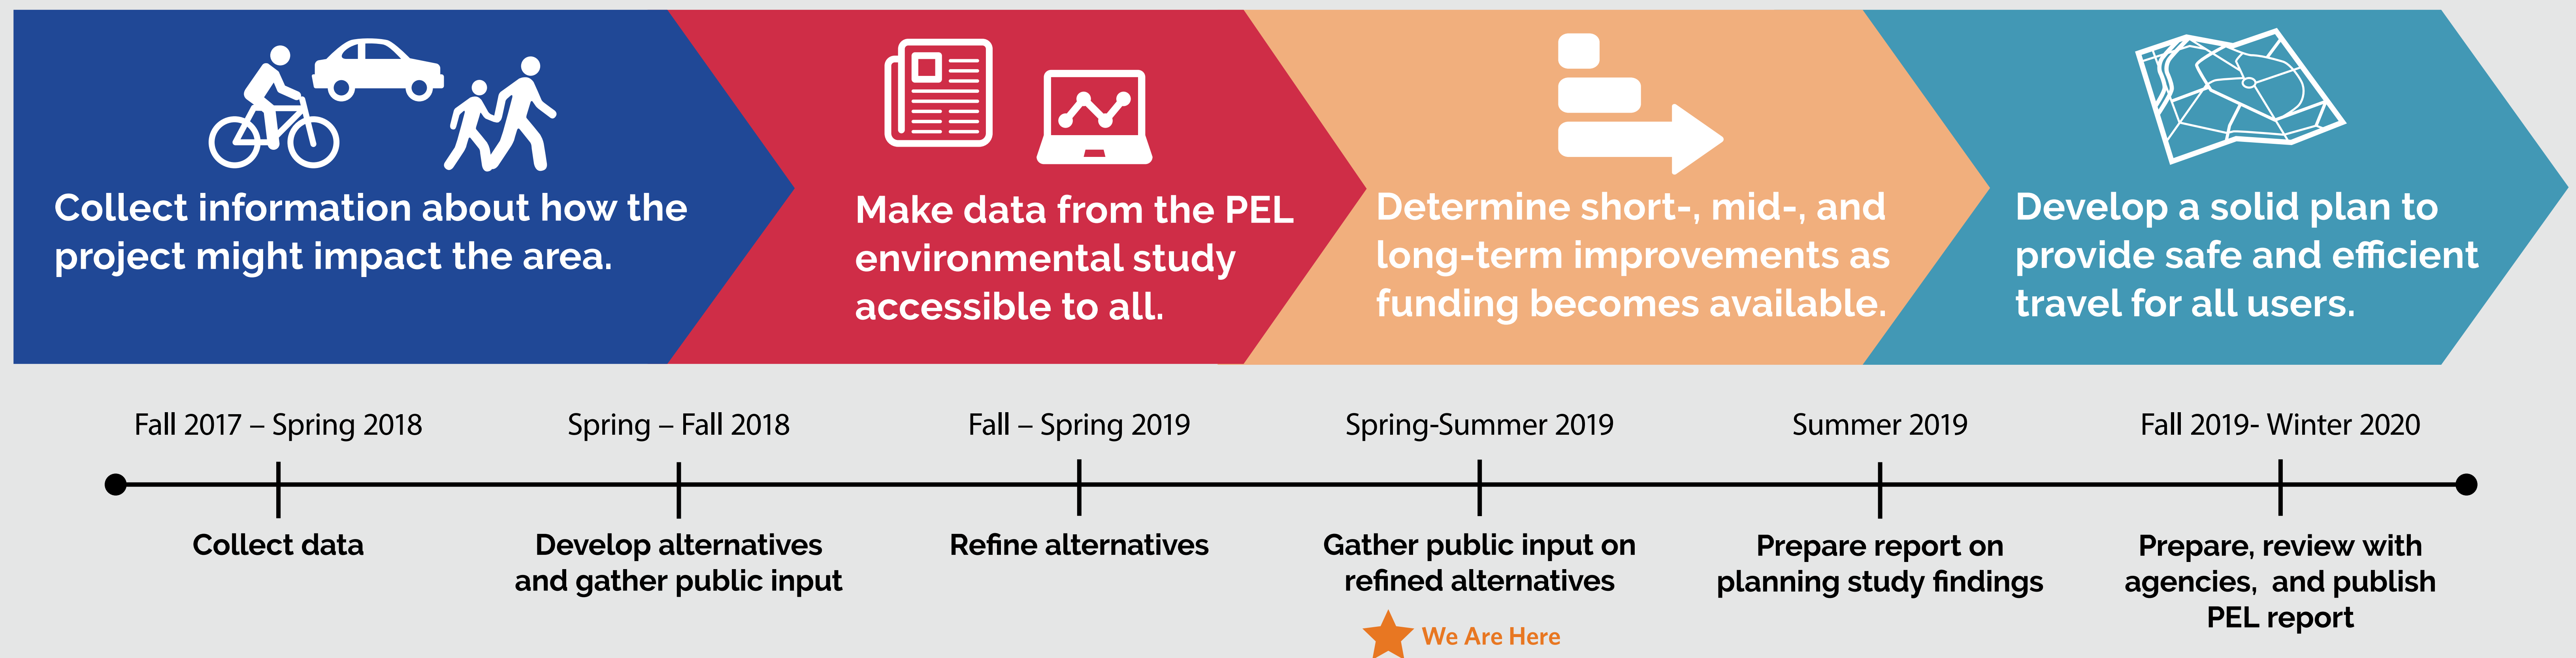 Collect information about how the
project might impact the area.
Make data from the PEL
environmental study
accessible to all.
Determine short-, mid-, and
long-term improvements as
funding becomes available.
Develop a solid plan to
provide safe and efficient
travel for all users.
Fall 2017 – Spring 2018
Collect data
Spring – Fall 2018
Develop alternatives
and gather public input
Fall – Spring 2019
Refine alternatives
Spring-Summer 2019
Gather public input on
refined alternatives
We Are Here
Summer 2019
Prepare report on
planning study findings
Fall 2019- Winter 2020
Prepare, review with
agencies,  and publish
PEL report